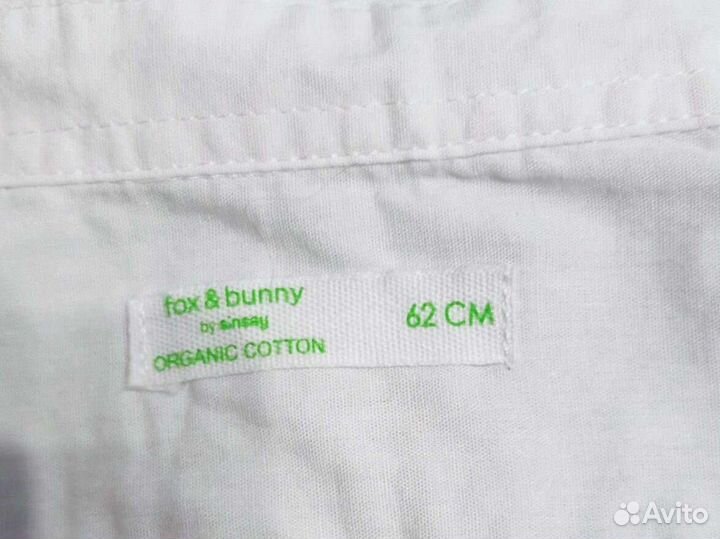 fox & bunny
by sinsay
ORGANIC COTTON
62 CM
Avito